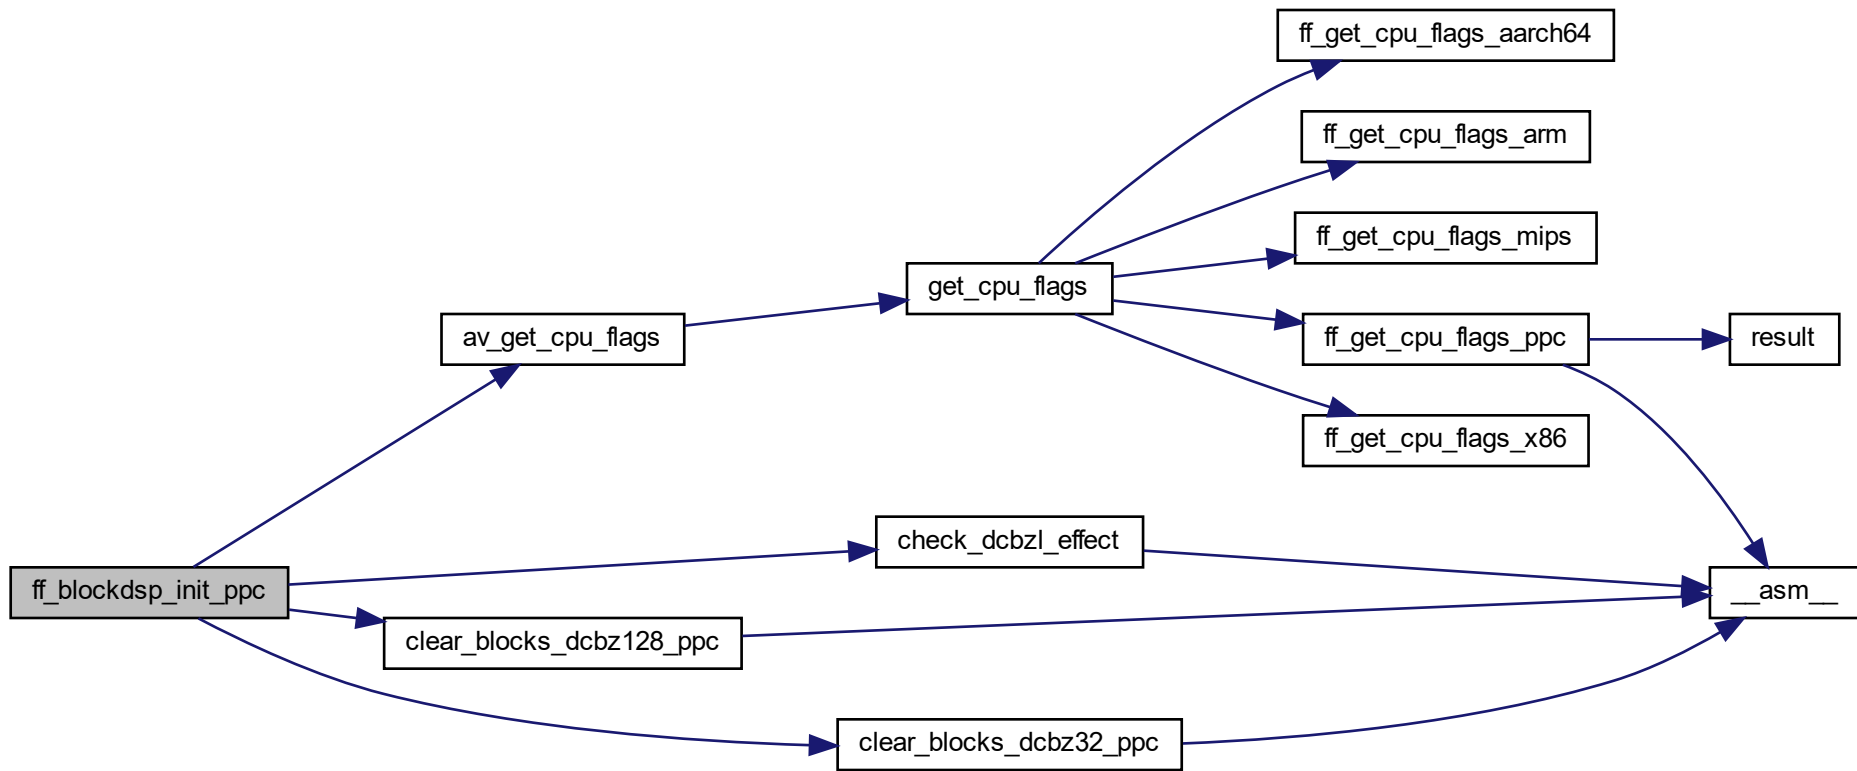 ff_get_cpu_flags_aarch64
ff_get_cpu_flags_arm
ff_get_cpu_flags_mips
get_cpu_flags
av_get_cpu_flags
ff_get_cpu_flags_ppc
result
ff_get_cpu_flags_x86
check_dcbzl_effect
ff_blockdsp_init_ppc
__asm__
clear_blocks_dcbz128_ppc
clear_blocks_dcbz32_ppc